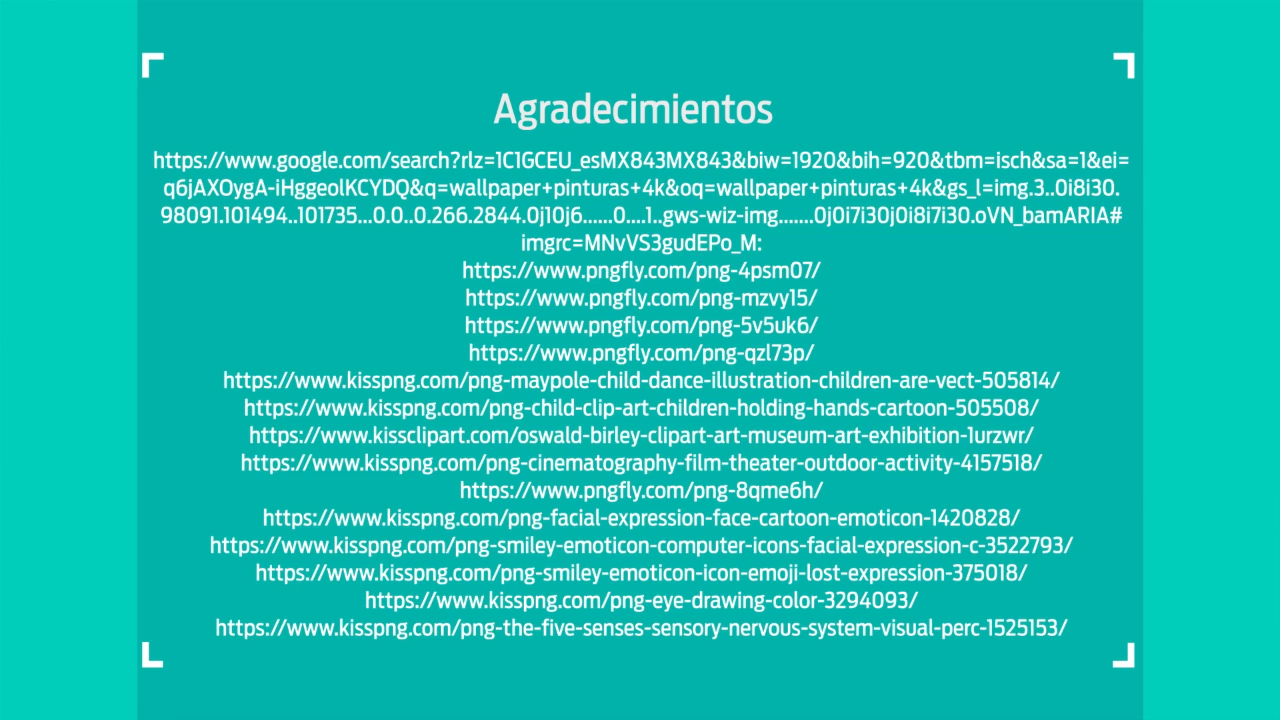 Agradecimientos
https://www.google.com/search?rlz=1C1GCEU_esMX843MX843&biw=1920&bih=920&tbm=isch&sa=1&ei=
q6jAXOygA-iHggeolKCYDQ&q=wallpaper+pinturas+4k&oq=wallpaper+pinturas+4k&gs_l=img.3..0i8i30.
98091.101494..101735...0.0..0.266.2844.0j10j6......0....1..gws-wiz-img.......0j0i7i30j0i8i7i30.oVN_bamARIA#
imgrc=MNvVS3gudEPo_M:
https://www.pngfly.com/png-4psm07/
https://www.pngfly.com/png-mzvy15/
https://www.pngfly.com/png-5v5uk6/
https://www.pngfly.com/png-qzl73p/
https://www.kisspng.com/png-maypole-child-dance-illustration-children-are-vect-505814/
https://www.kisspng.com/png-child-clip-art-children-holding-hands-cartoon-505508/
https://www.kissclipart.com/oswald-birley-clipart-art-museum-art-exhibition-1urzwr/
https://www.kisspng.com/png-cinematography-film-theater-outdoor-activity-4157518/
https://www.pngfly.com/png-8qme6h/
https://www.kisspng.com/png-facial-expression-face-cartoon-emoticon-1420828/
https://www.kisspng.com/png-smiley-emoticon-computer-icons-facial-expression-c-3522793/
https://www.kisspng.com/png-smiley-emoticon-icon-emoji-lost-expression-375018/
https://www.kisspng.com/png-eye-drawing-color-3294093/
https://www.kisspng.com/png-the-five-senses-sensory-nervous-system-visual-perc-1525153/